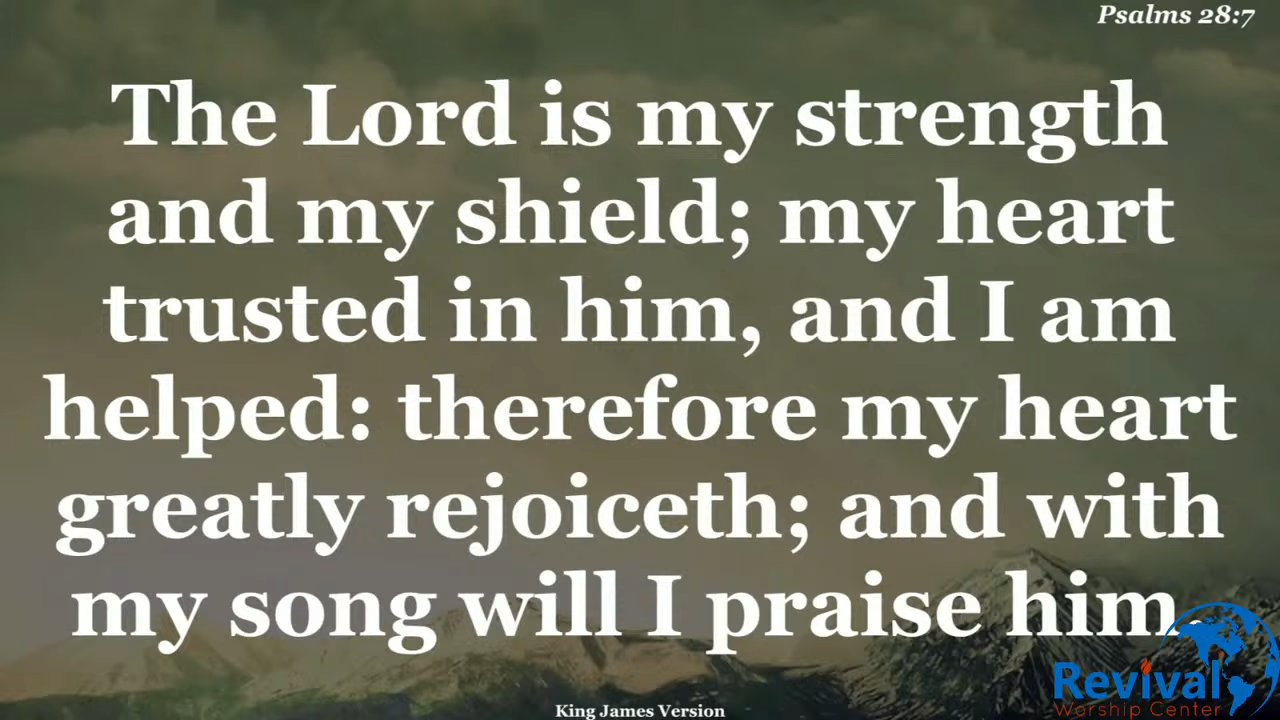 Psalms 28:7
The Lord is my strength
and my shield; my heart
trusted in him, and I am
helped: therefore my heart
greatly rejoiceth; and with
my song will I praise him.
Revival
Worship Center
King James Version